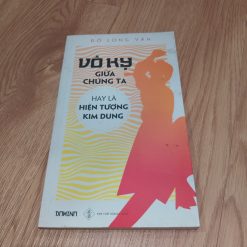 ĐỖ LONG VÂN
VÔ KỴ
GIỮA
CHÚNG TA
HAY LÀ
HIỆN TƯỢNG
KIM DUNG